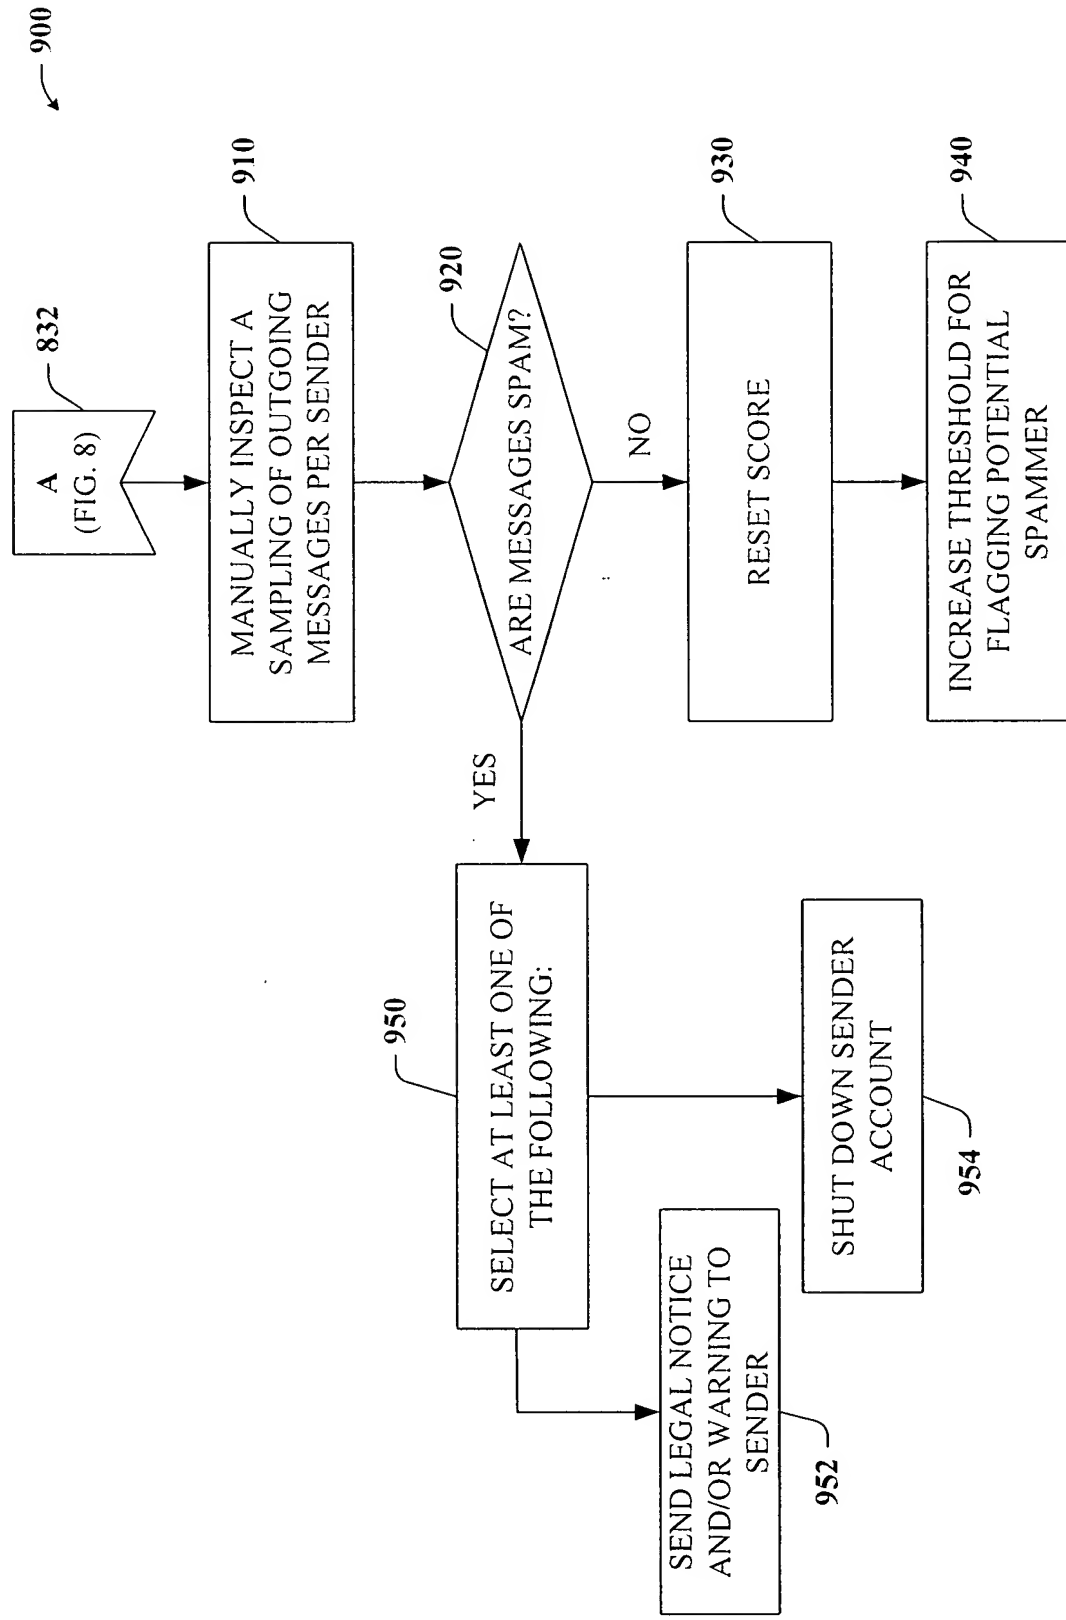 900
A
(FIG. 8)
832
MANUALLY INSPECT A
SAMPLING OF OUTGOING
MESSAGES PER SENDER
910
ARE MESSAGES SPAM?
920
YES
NO
SELECT AT LEAST ONE OF
THE FOLLOWING:
950
RESET SCORE
930
SEND LEGAL NOTICE
AND/OR WARNING TO
SENDER
952
SHUT DOWN SENDER
ACCOUNT
954
INCREASE THRESHOLD FOR
FLAGGING POTENTIAL
SPAMMER
940